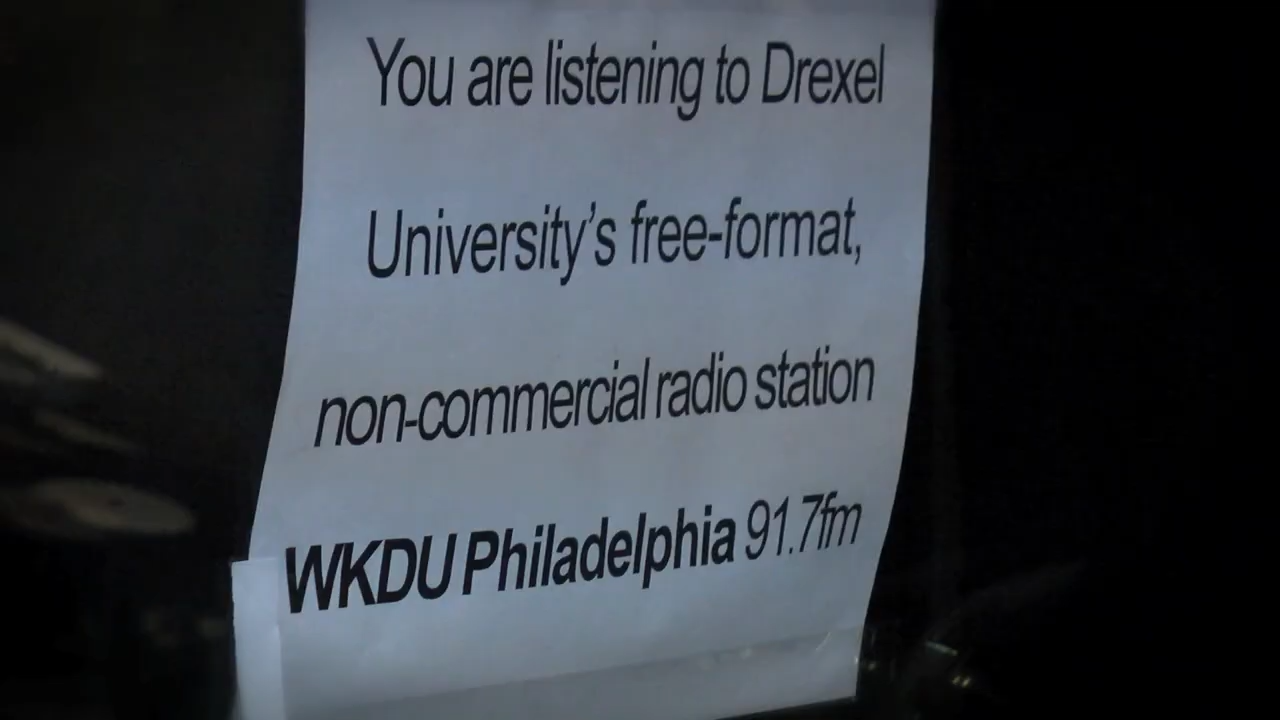 You are listening to Drexel
University’s free-format,
non-commercial radio station
WKDU Philadelphia 91.7fm